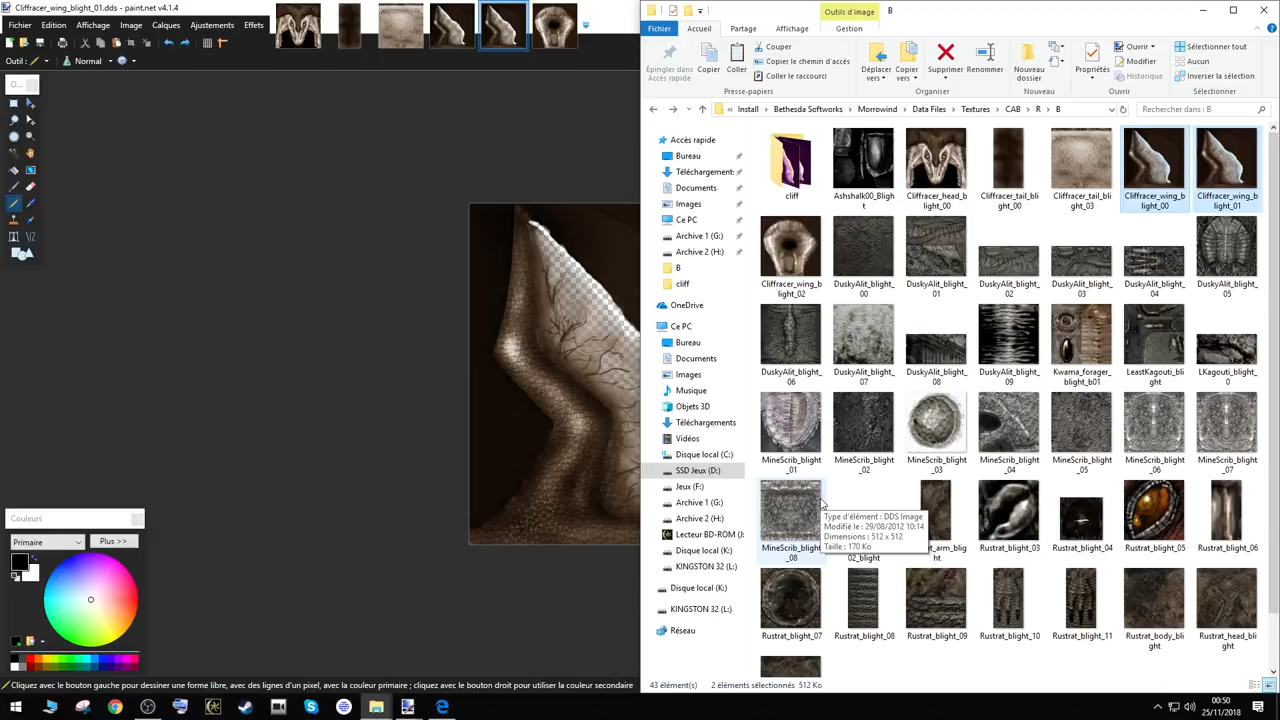 Cliffracer_wing_blight_01.dds - paint.net v4.1.4
Fichier Edition Affichage Image Calques Ajustements Effets
Outil : Normal
O...
Couleurs
Primaire Plus >>
Cliquez avec le bouton gauche pour dessiner une forme libre, avec des lignes d'un pixel, avec la couleur primaire ; cliquez avec le bouton droit pour utiliser la couleur secondaire
Outils d'image B
Fichier Accueil Partage Affichage Gestion
Épingler dans Accès rapide
Copier
Coller
Couper
Copier le chemin d'accès
Coller le raccourci
Presse-papiers
Déplacer vers
Copier vers
Supprimer
Renommer
Organiser
Nouveau dossier
Nouveau
Propriétés
Ouvrir
Modifier
Historique
Ouvrir
Sélectionner tout
Aucun
Inverser la sélection
Sélectionner
Install > Bethesda Softworks > Morrowind > Data Files > Textures > CAB > R > B
Rechercher dans : B
Accès rapide
Bureau
Téléchargement:
Documents
Images
Ce PC
Archive 1 (G:)
Archive 2 (H:)
B
cliff
OneDrive
Ce PC
Bureau
Documents
Images
Musique
Objets 3D
Téléchargements
Vidéos
Disque local (C:)
SSD Jeux (D:)
Jeux (F:)
Archive 1 (G:)
Archive 2 (H:)
Lecteur BD-ROM (J:
Disque local (K:)
KINGSTON 32 (L:)
Disque local (K:)
KINGSTON 32 (L:)
Réseau
cliff
Ashshalk00_Blight
Cliffracer_head_blight_00
Cliffracer_tail_blight_00
Cliffracer_tail_blight_03
Cliffracer_wing_blight_00
Cliffracer_wing_blight_01
Cliffracer_wing_blight_02
DuskyAlit_blight_00
DuskyAlit_blight_01
DuskyAlit_blight_02
DuskyAlit_blight_03
DuskyAlit_blight_04
DuskyAlit_blight_05
DuskyAlit_blight_06
DuskyAlit_blight_07
DuskyAlit_blight_08
DuskyAlit_blight_09
Kwama_forager_blight_b01
LeastKagouti_blight
LKagouti_blight_0
MineScrib_blight_01
MineScrib_blight_02
MineScrib_blight_03
MineScrib_blight_04
MineScrib_blight_05
MineScrib_blight_06
MineScrib_blight_07
MineScrib_blight_08
02_blight
t_arm_blight
Rustrat_blight_03
Rustrat_blight_04
Rustrat_blight_05
Rustrat_blight_06
Type d'élément : DDS Image
Modifié le : 29/08/2012 10:14
Dimensions : 512 x 512
Taille : 170 Ko
Rustrat_blight_07
Rustrat_blight_08
Rustrat_blight_09
Rustrat_blight_10
Rustrat_blight_11
Rustrat_body_blight
Rustrat_head_blight
43 élément(s) 2 éléments sélectionnés 512 Ko
00:50
25/11/2018